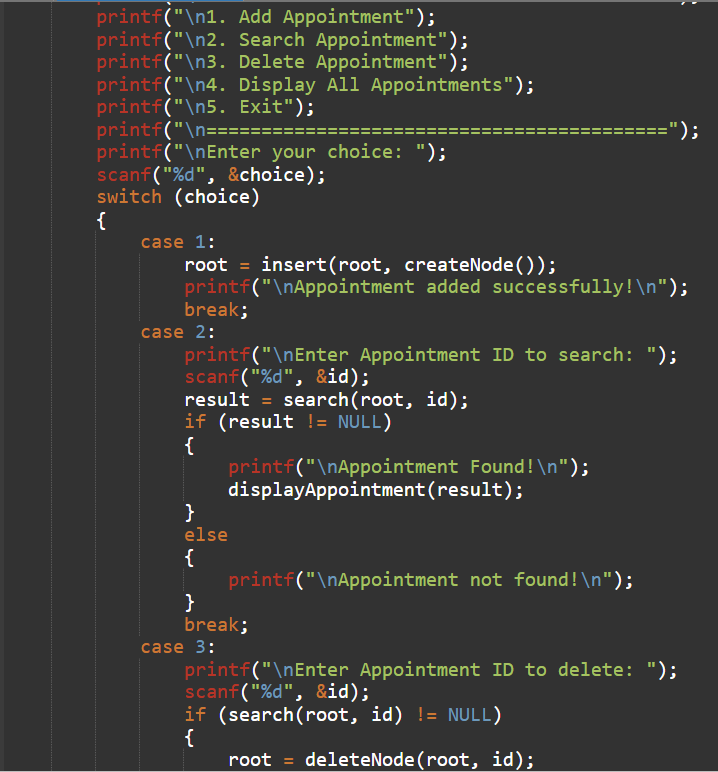 printf("\n1. Add Appointment");
printf("\n2. Search Appointment");
printf("\n3. Delete Appointment");
printf("\n4. Display All Appointments");
printf("\n5. Exit");
printf("\n==========================================");
printf("\nEnter your choice: ");
scanf("%d", &choice);
switch (choice)
{
case 1:
root = insert(root, createNode());
printf("\nAppointment added successfully!\n");
break;
case 2:
printf("\nEnter Appointment ID to search: ");
scanf("%d", &id);
result = search(root, id);
if (result != NULL)
{
printf("\nAppointment Found!\n");
displayAppointment(result);
}
else
{
printf("\nAppointment not found!\n");
}
break;
case 3:
printf("\nEnter Appointment ID to delete: ");
scanf("%d", &id);
if (search(root, id) != NULL)
{
root = deleteNode(root, id);